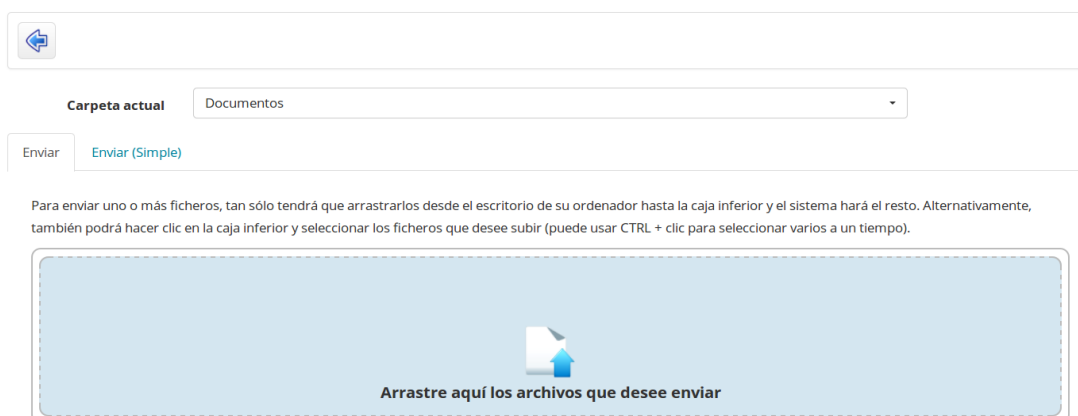 Carpeta actual
Documentos
Enviar
Enviar (Simple)
Para enviar uno o más ficheros, tan sólo tendrá que arrastrarlos desde el escritorio de su ordenador hasta la caja inferior y el sistema hará el resto. Alternativamente,
también podrá hacer clic en la caja inferior y seleccionar los ficheros que desee subir (puede usar CTRL + clic para seleccionar varios a un tiempo).
Arrastre aquí los archivos que desee enviar